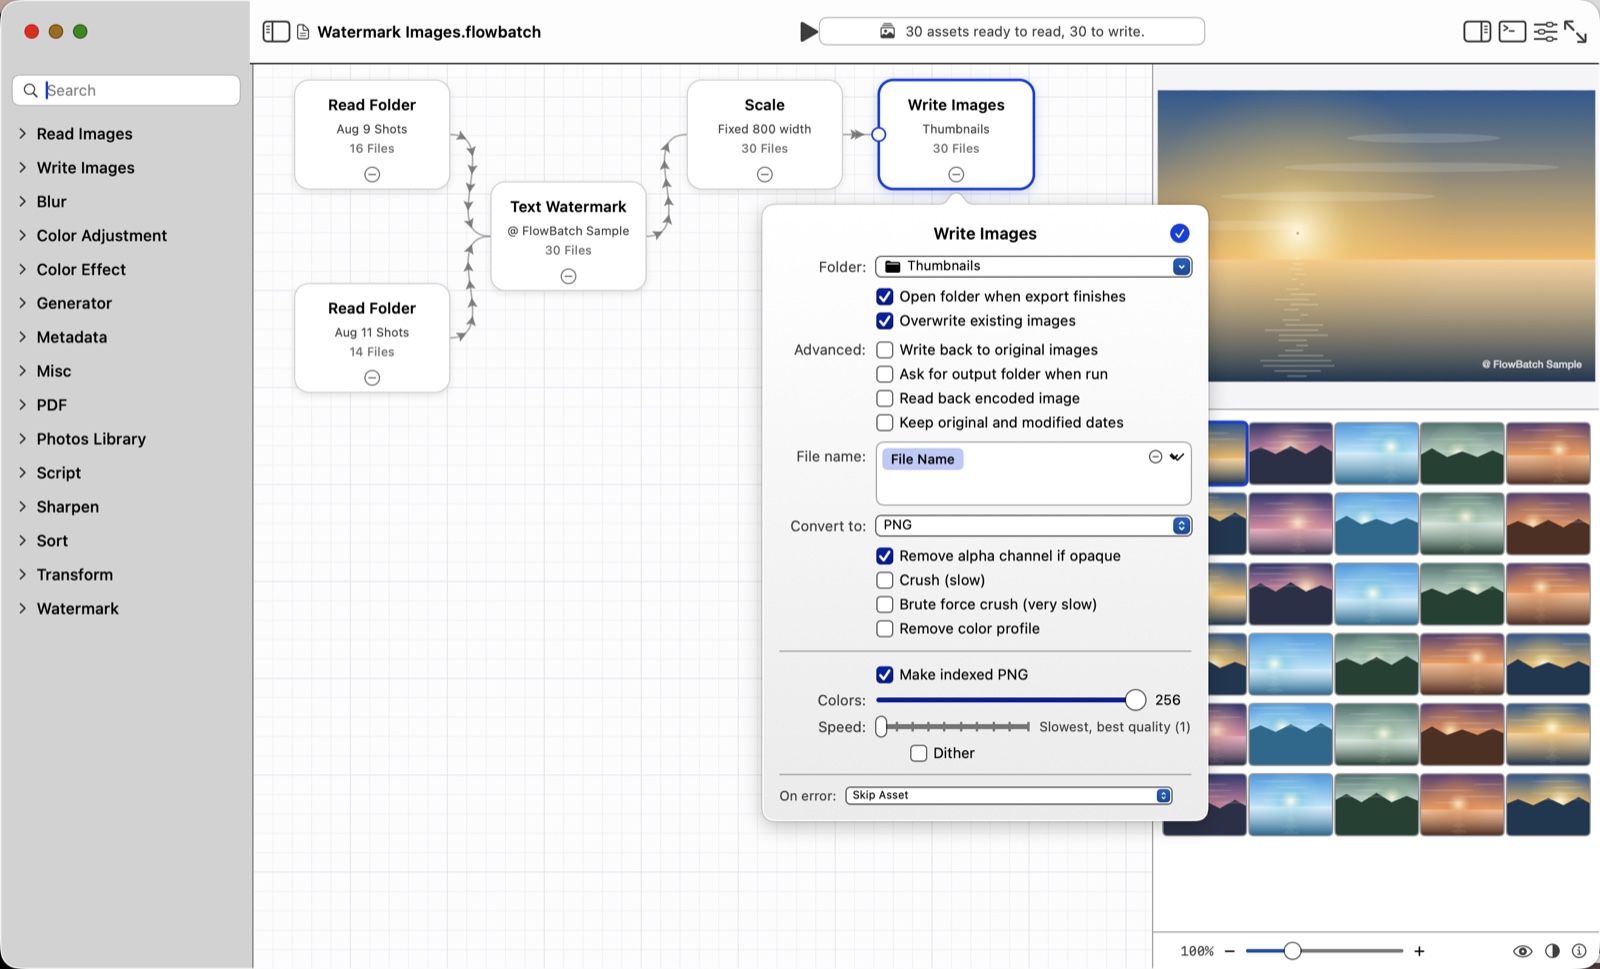 Watermark Images.flowbatch
30 assets ready to read, 30 to write.
Search
Read Images
Write Images
Blur
Color Adjustment
Color Effect
Generator
Metadata
Misc
PDF
Photos Library
Script
Sharpen
Sort
Transform
Watermark
Read Folder
Aug 9 Shots
16 Files
Read Folder
Aug 11 Shots
14 Files
Text Watermark
@ FlowBatch Sample
30 Files
Scale
Fixed 800 width
30 Files
Write Images
Thumbnails
30 Files
Write Images
Folder: Thumbnails
Open folder when export finishes
Overwrite existing images
Advanced: Write back to original images
Ask for output folder when run
Read back encoded image
Keep original and modified dates
File name: File Name
Convert to: PNG
Remove alpha channel if opaque
Crush (slow)
Brute force crush (very slow)
Remove color profile
Make indexed PNG
Colors: 256
Speed: Slowest, best quality (1)
Dither
On error: Skip Asset
@ FlowBatch Sample
100% − +